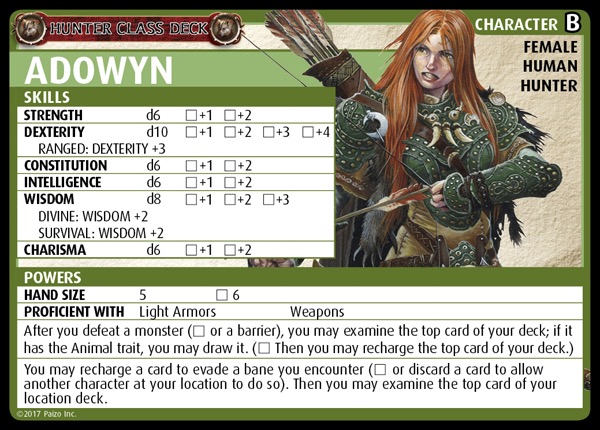 HUNTER CLASS DECK
CHARACTER B
ADOWYN
FEMALE
HUMAN
HUNTER
SKILLS
STRENGTH d6 □ +1 □ +2
DEXTERITY d10 □ +1 □ +2 □ +3 □ +4
RANGED: DEXTERITY +3
CONSTITUTION d6 □ +1 □ +2
INTELLIGENCE d6 □ +1 □ +2
WISDOM d8 □ +1 □ +2 □ +3
DIVINE: WISDOM +2
SURVIVAL: WISDOM +2
CHARISMA d6 □ +1 □ +2
POWERS
HAND SIZE 5 □ 6
PROFICIENT WITH Light Armors Weapons
After you defeat a monster (□ or a barrier), you may examine the top card of your deck; if it
has the Animal trait, you may draw it. (□ Then you may recharge the top card of your deck.)
You may recharge a card to evade a bane you encounter (□ or discard a card to allow
another character at your location to do so). Then you may examine the top card of your
location deck.
©2017 Paizo Inc.